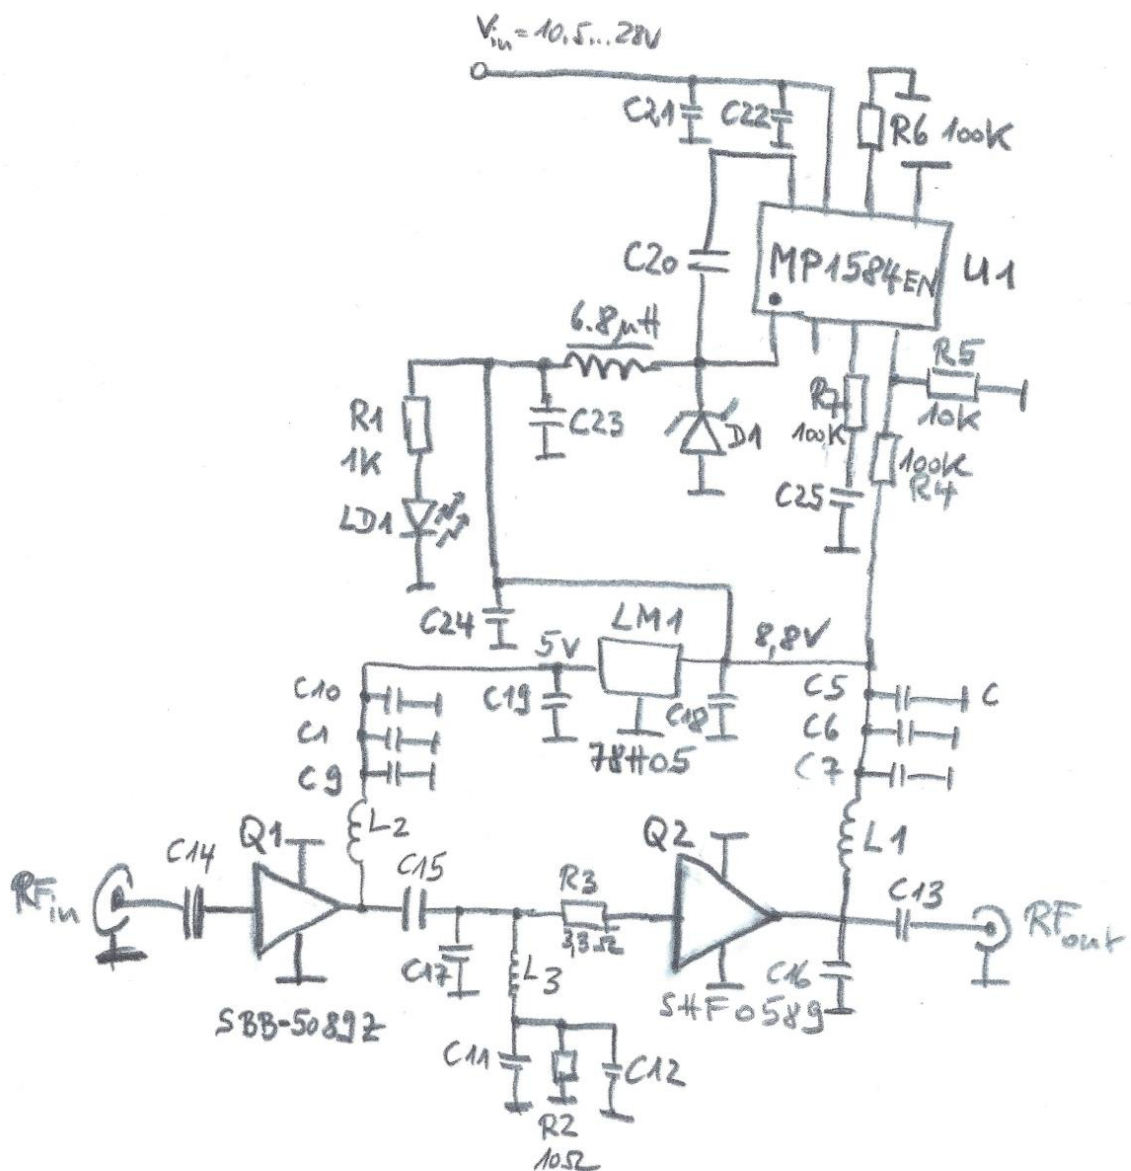 Vin = 10.5...28V
C21
C22
R6 100K
C20
MP1584EN
U1
6.8µH
R5
10K
R1
1K
C23
D1
R7
100K
100K
R4
C25
LD1
C24
LM1
5V
8,8V
C10
C19
C18
C5
C
C1
78H05
C6
C9
C7
L2
Q1
Q2
L1
C14
C15
R3
C13
RFin
3,3Ω
RFout
C17
L3
C16
SBB-5089Z
SHF0589
C11
C12
R2
10Ω